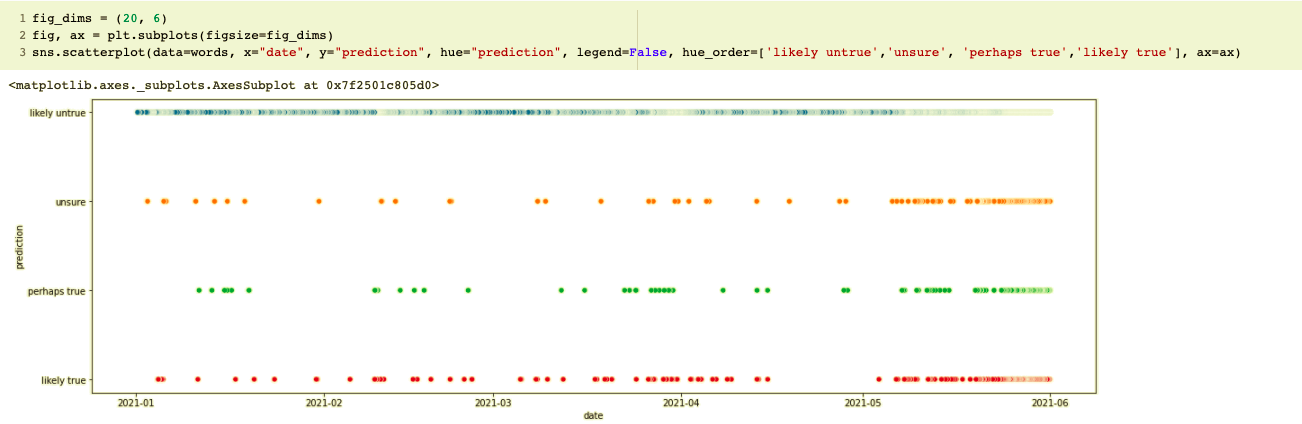 1 fig_dims = (20, 6)
2 fig, ax = plt.subplots(figsize=fig_dims)
3 sns.scatterplot(data=words, x="date", y="prediction", hue="prediction", legend=False, hue_order=['likely untrue','unsure', 'perhaps true','likely true'], ax=ax)
<matplotlib.axes._subplots.AxesSubplot at 0x7f2501c805d0>
likely untrue
unsure
prediction
perhaps true
likely true
2021-01 2021-02 2021-03 2021-04 2021-05 2021-06
date